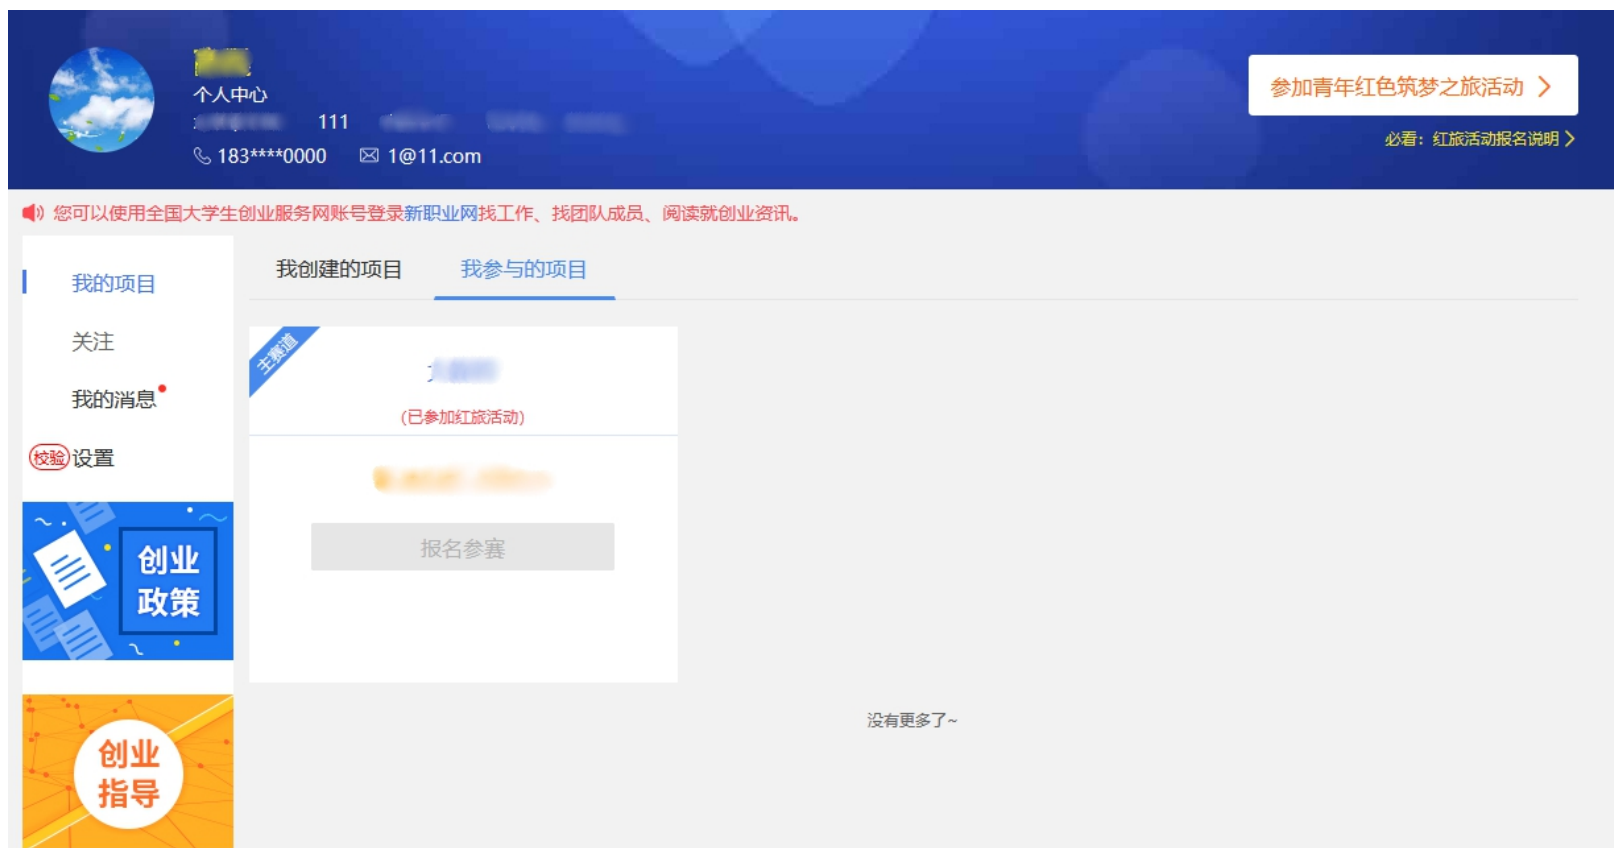 个人中心
111
183****0000 1@11.com
参加青年红色筑梦之旅活动
必看：红旅活动报名说明
您可以使用全国大学生创业服务网账号登录新职业网找工作、找团队成员、阅读就创业资讯。
我的项目
关注
我的消息
校验 设置
创业
政策
创业
指导
我创建的项目 我参与的项目
主赛道
(已参加红旅活动)
报名参赛
没有更多了~